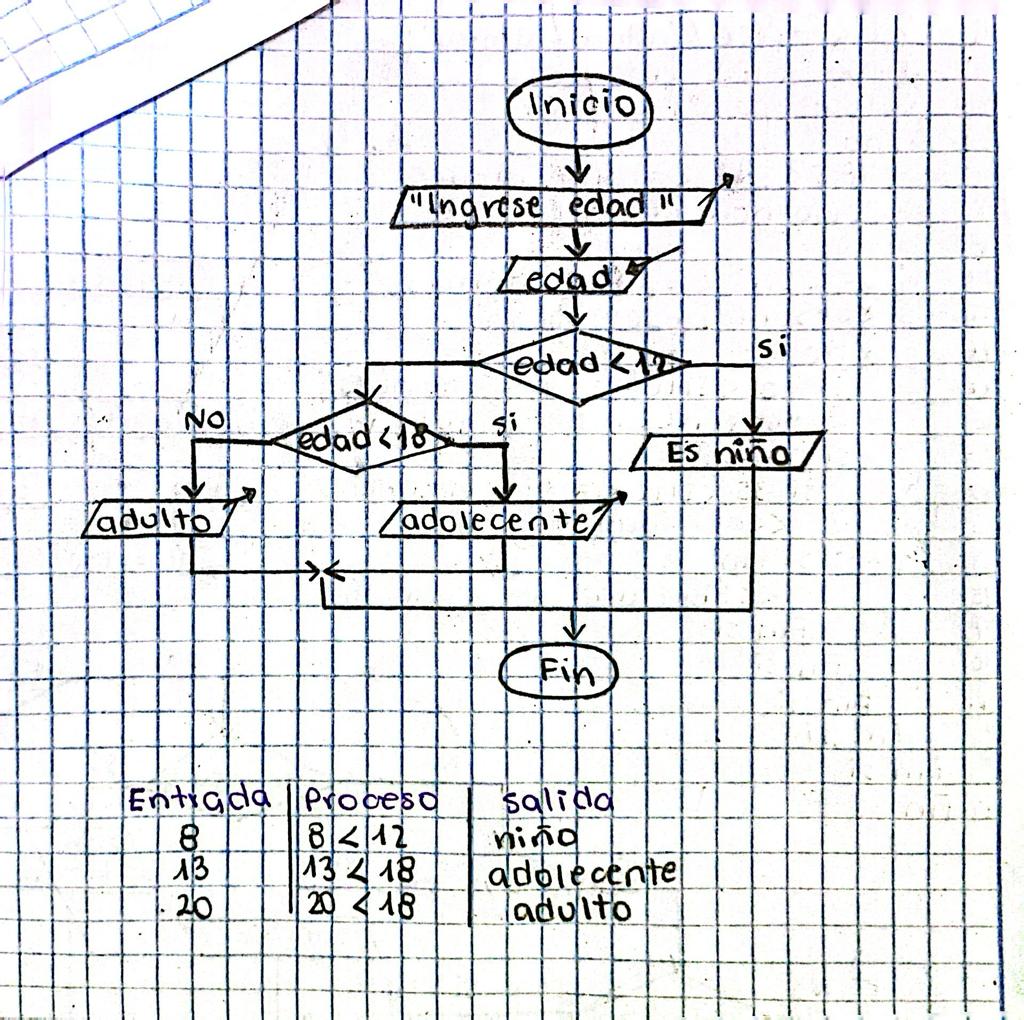 Inicio
"Ingrese edad"
edad
edad < 12
Si
NO
edad < 18
Si
Es niño
adulto
adolecente
Fin
Entrada | Proceso | Salida
8 | 8 < 12 | niño
13 | 13 < 18 | adolecente
20 | 20 < 18 | adulto